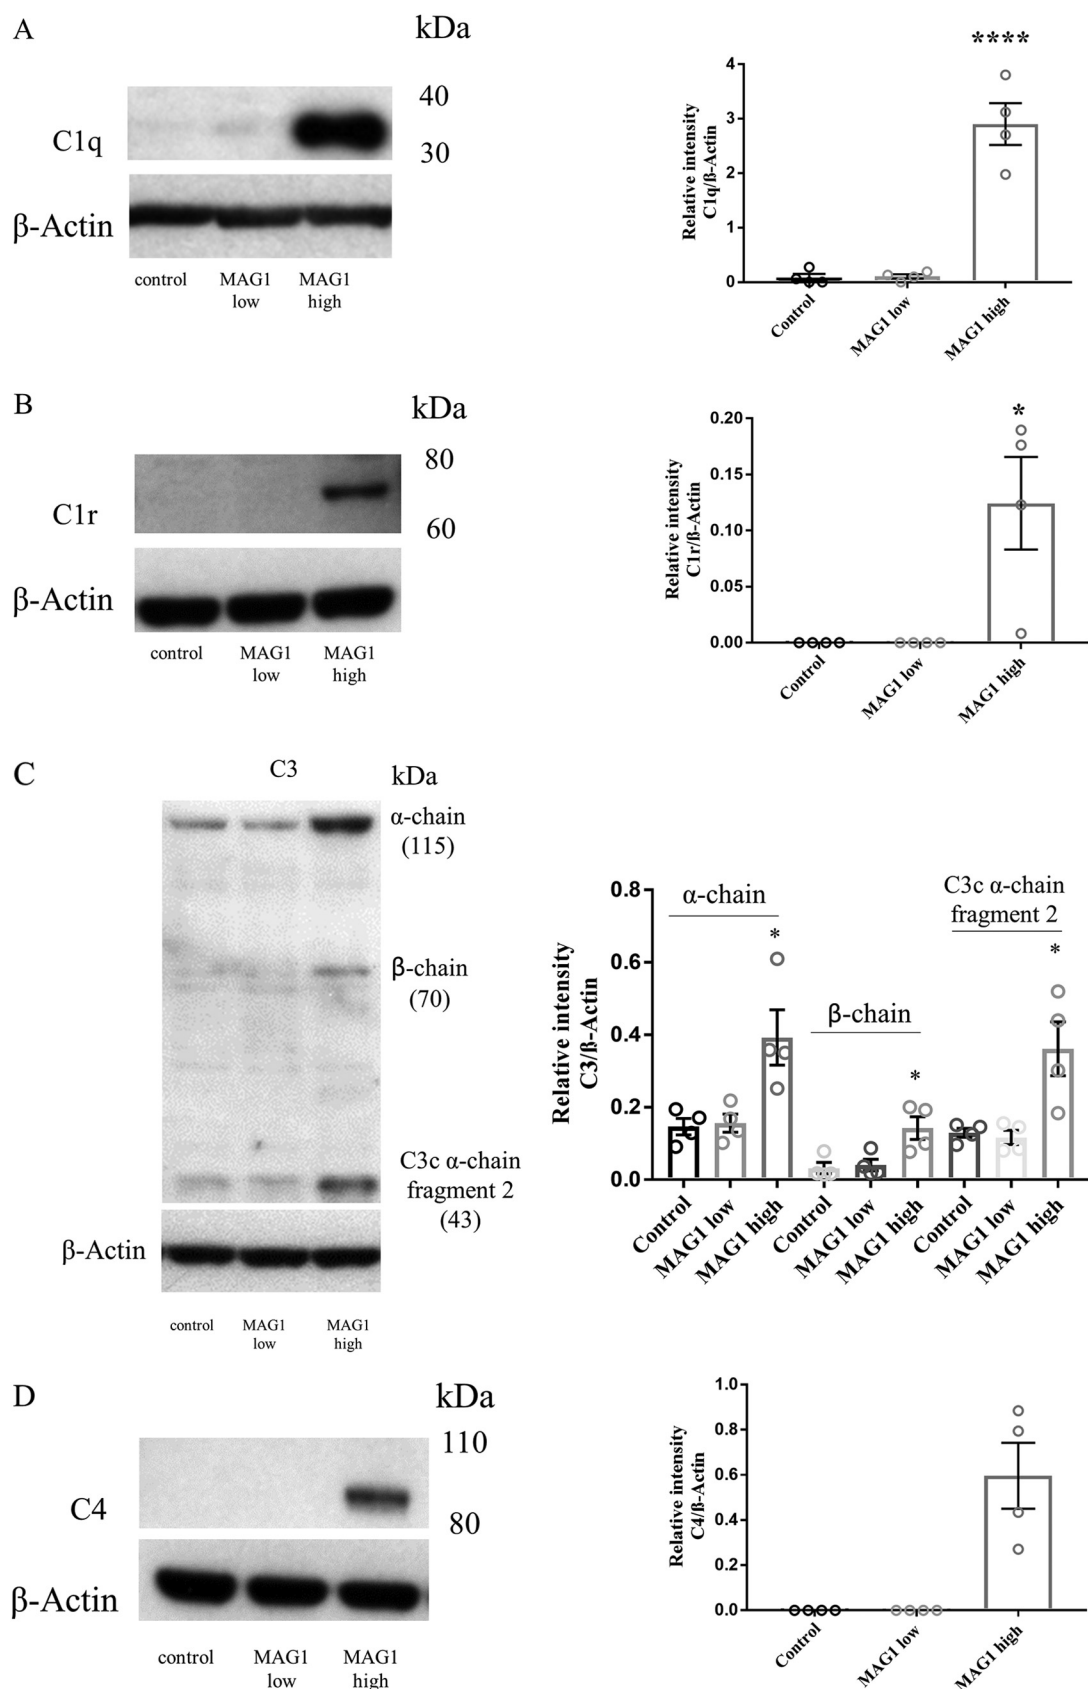 A
kDa
C1q
40
30
β-Actin
control
MAG1
low
MAG1
high
****
Relative intensity
C1q/ß-Actin
4
3
2
1
0
Control
MAG1 low
MAG1 high
B
kDa
C1r
80
60
β-Actin
control
MAG1
low
MAG1
high
*
Relative intensity
C1r/ß-Actin
0.20
0.15
0.10
0.05
0.00
Control
MAG1 low
MAG1 high
C
C3
kDa
α-chain
(115)
β-chain
(70)
C3c α-chain
fragment 2
(43)
β-Actin
control
MAG1
low
MAG1
high
Relative intensity
C3/ß-Actin
0.8
0.6
0.4
0.2
0.0
α-chain
*
β-chain
*
C3c α-chain
fragment 2
*
Control
MAG1 low
MAG1 high
Control
MAG1 low
MAG1 high
Control
MAG1 low
MAG1 high
D
kDa
C4
110
80
β-Actin
control
MAG1
low
MAG1
high
Relative intensity
C4/ß-Actin
1.0
0.8
0.6
0.4
0.2
0.0
Control
MAG1 low
MAG1 high